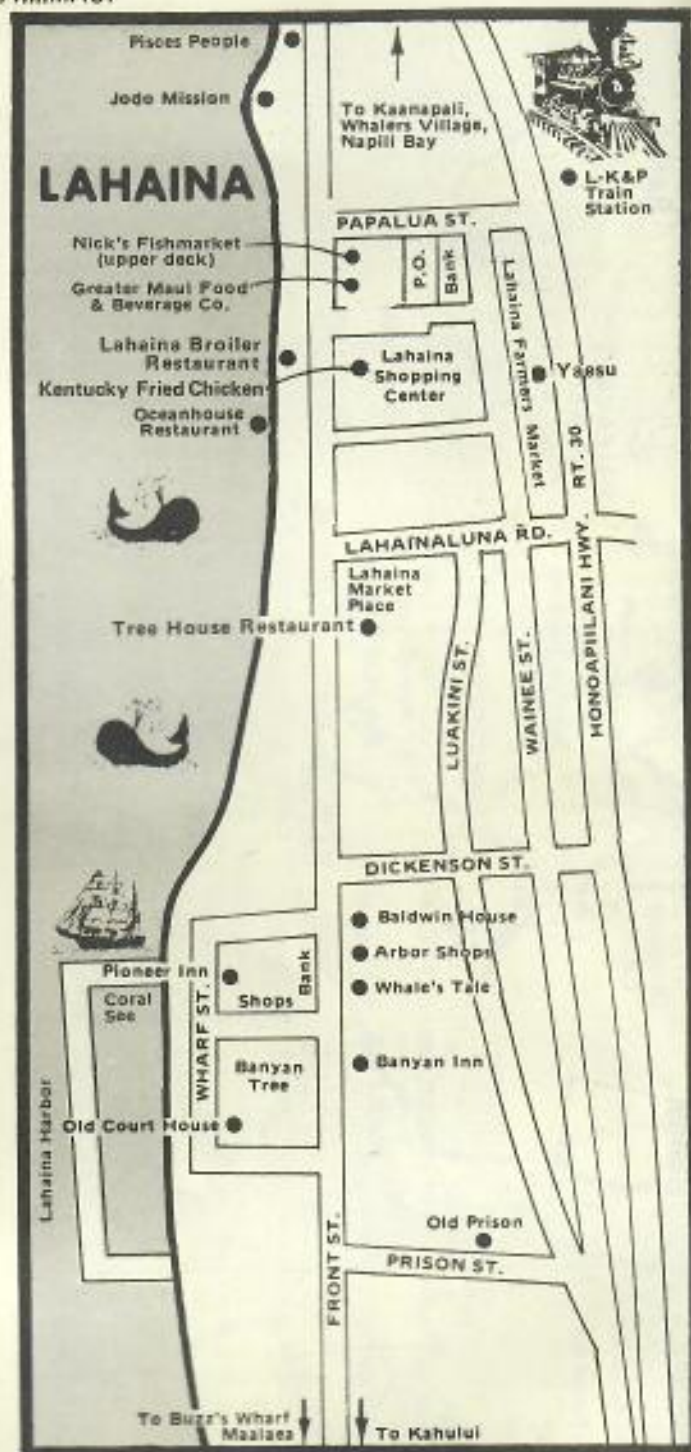 Pisces People
Jodo Mission
To Kaanapali,
Whalers Village,
Napili Bay
L-K&P
Train
Station
LAHAINA
PAPALUA ST.
Nick's Fishmarket
(upper deck)
Greater Maui Food
& Beverage Co.
P.O.
Bank
Lahaina Farmers Market
Lahaina Broiler
Restaurant
Kentucky Fried Chicken
Oceanhouse
Restaurant
Lahaina
Shopping
Center
Yaesu
RT. 30
LAHAINALUNA RD.
HONOAPIILANI HWY.
Lahaina
Market
Place
Tree House Restaurant
LUAKINI ST.
WAINEE ST.
DICKENSON ST.
Baldwin House
Arbor Shops
Whale's Tale
Banyan Inn
Pioneer Inn
Shops
Bank
Coral
See
WHARF ST.
Banyan
Tree
Old Court House
Lahaina Harbor
Old Prison
PRISON ST.
FRONT ST.
To Buzz's Wharf
Maalaea
To Kahului